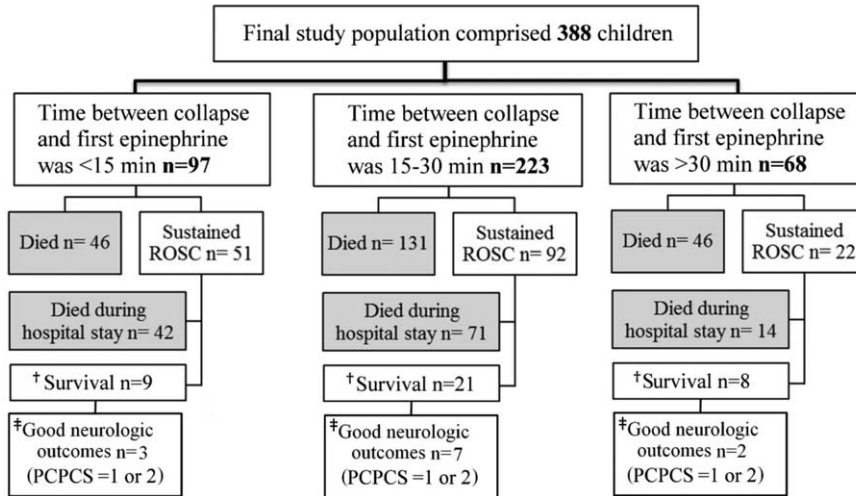 Final study population comprised 388 children
Time between collapse
and first epinephrine
was <15 min n=97
Time between collapse
and first epinephrine
was 15-30 min n=223
Time between collapse
and first epinephrine
was >30 min n=68
Died n= 46
Sustained
ROSC n= 51
Died n= 131
Sustained
ROSC n= 92
Died n= 46
Sustained
ROSC n= 22
Died during
hospital stay n= 42
Died during
hospital stay n= 71
Died during
hospital stay n= 14
†Survival n=9
†Survival n=21
†Survival n=8
‡Good neurologic
outcomes n=3
(PCPCS =1 or 2)
‡Good neurologic
outcomes n=7
(PCPCS =1 or 2)
‡Good neurologic
outcomes n=2
(PCPCS =1 or 2)